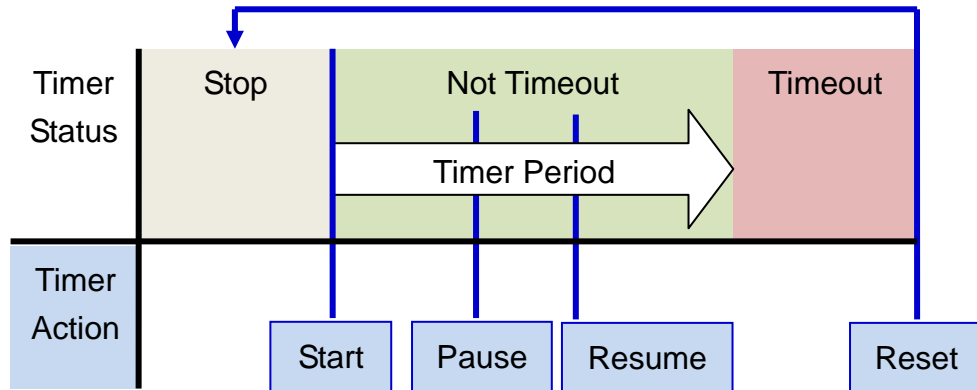 Timer
Status
Stop
Not Timeout
Timeout
Timer Period
Timer
Action
Start
Pause
Resume
Reset